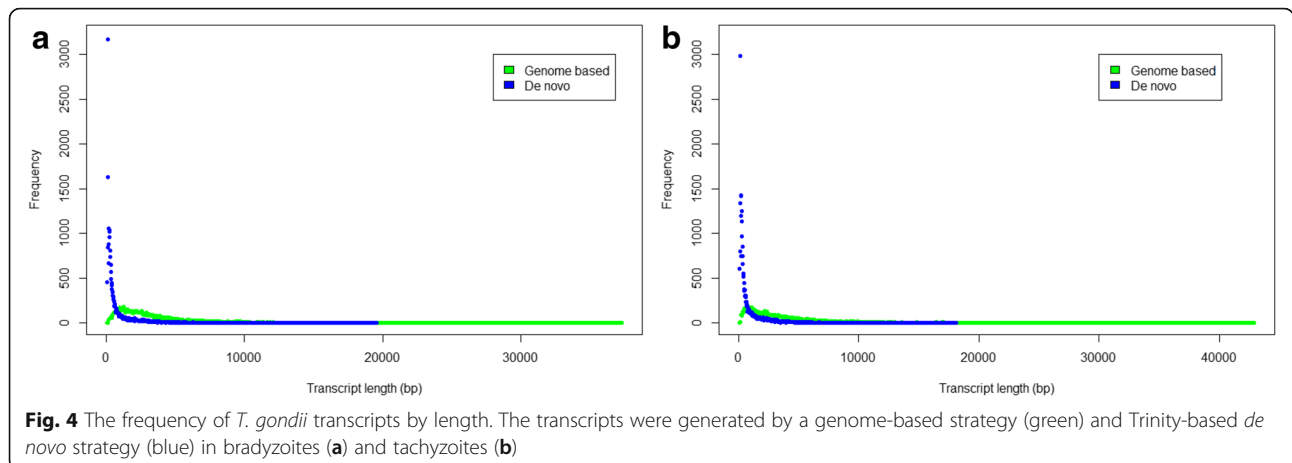 a
Frequency
3000
2500
2000
1500
1000
500
0
Genome based
De novo
0 10000 20000 30000
Transcript length (bp)
b
Frequency
3000
2500
2000
1500
1000
500
0
Genome based
De novo
0 10000 20000 30000 40000
Transcript length (bp)
Fig. 4 The frequency of T. gondii transcripts by length. The transcripts were generated by a genome-based strategy (green) and Trinity-based de
novo strategy (blue) in bradyzoites (a) and tachyzoites (b)